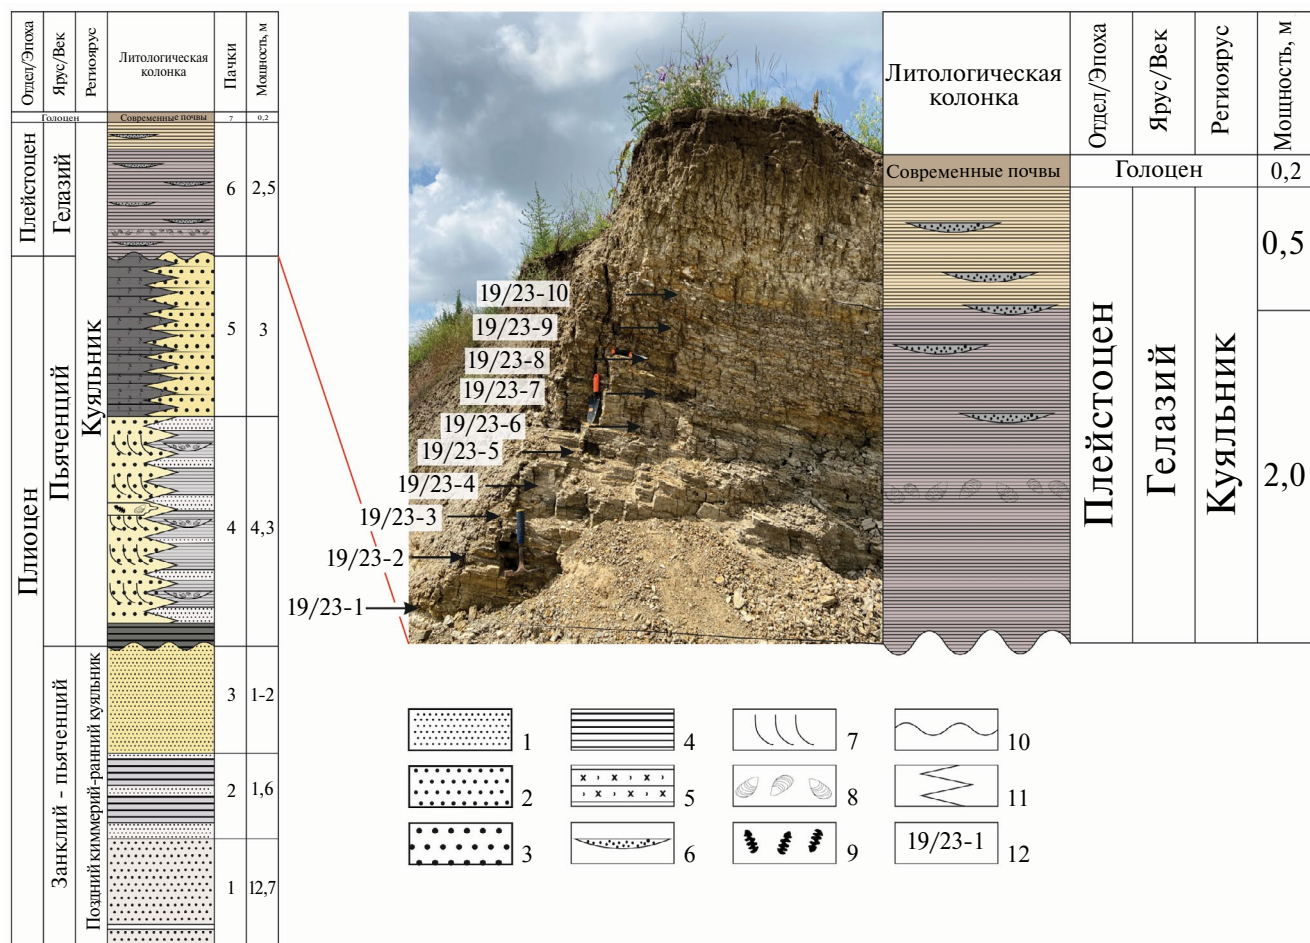 Отдел/Эпоха
Ярус/Век
Региоярус
Литологическая
колонка
Пачки
Мощность, м
Голоцен
Современные почвы
7
0,2
Плейстоцен
Гелазий
6
2,5
Плиоцен
Пьяченций
Куяльник
5
3
4
4,3
Занклий - пьяченций
Поздний киммерий-ранний куяльник
3
1-2
2
1,6
1
12,7
19/23-10
19/23-9
19/23-8
19/23-7
19/23-6
19/23-5
19/23-4
19/23-3
19/23-2
19/23-1
Литологическая
колонка
Отдел/Эпоха
Ярус/Век
Региоярус
Мощность, м
Современные почвы
Голоцен
0,2
Плейстоцен
Гелазий
Куяльник
0,5
2,0
1
4
7
10
2
5
8
11
3
6
9
19/23-1
12